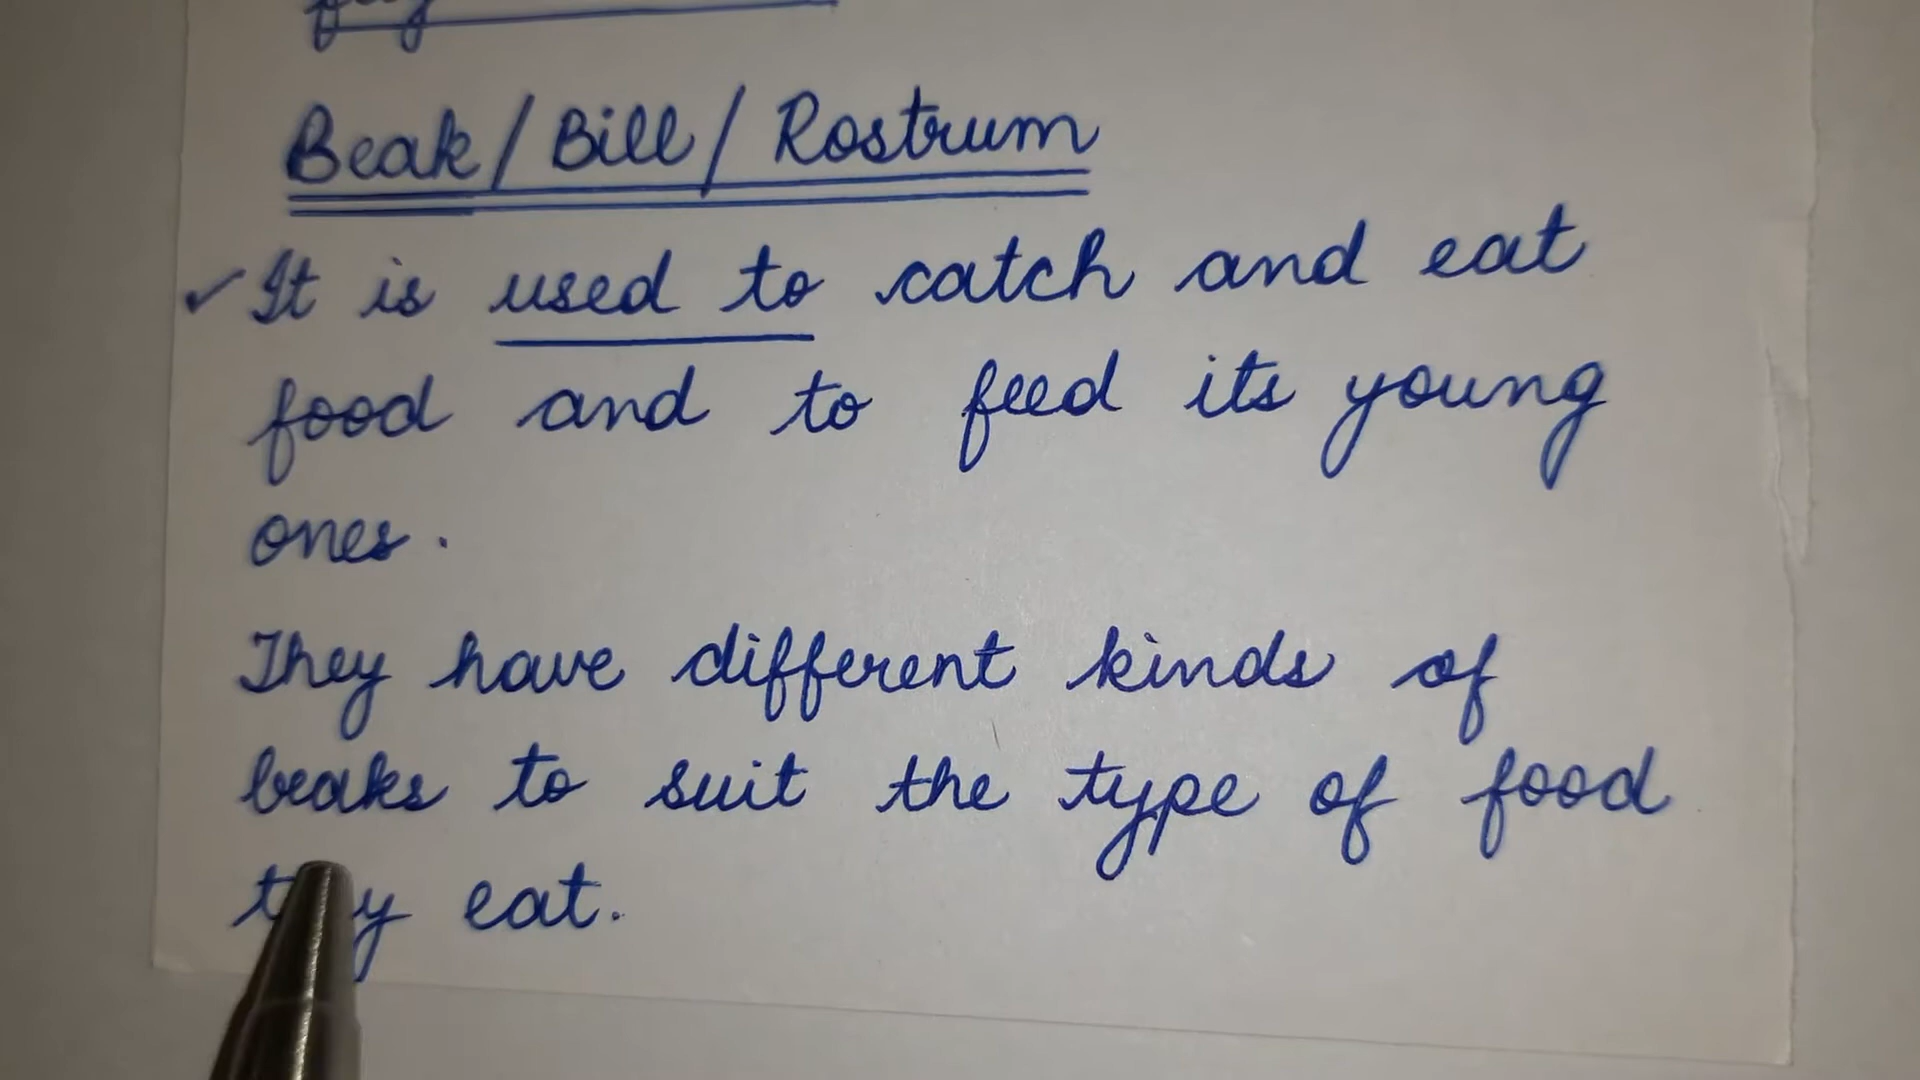 Beak/Bill/Rostrum
✓ It is used to catch and eat
food and to feed its young
ones.
They have different kinds of
beaks to suit the type of food
eat.